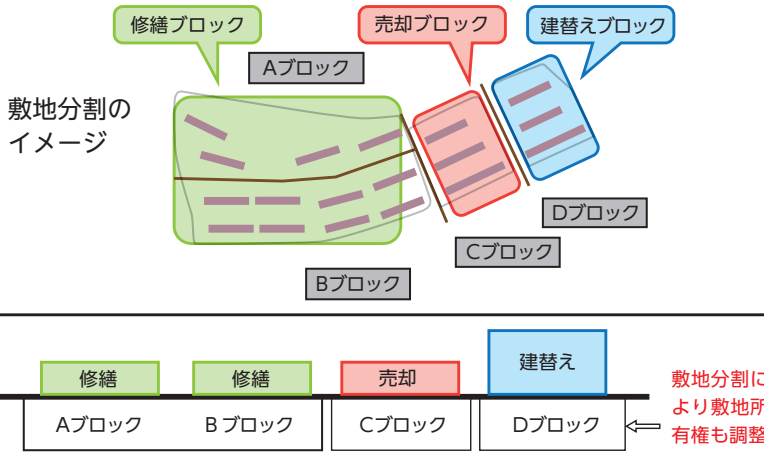 修繕ブロック
売却ブロック
建替えブロック
Aブロック
敷地分割の
イメージ
Dブロック
Cブロック
Bブロック
修繕
修繕
売却
建替え
Aブロック
B ブロック
Cブロック
Dブロック
敷地分割に
より敷地所
有権も調整